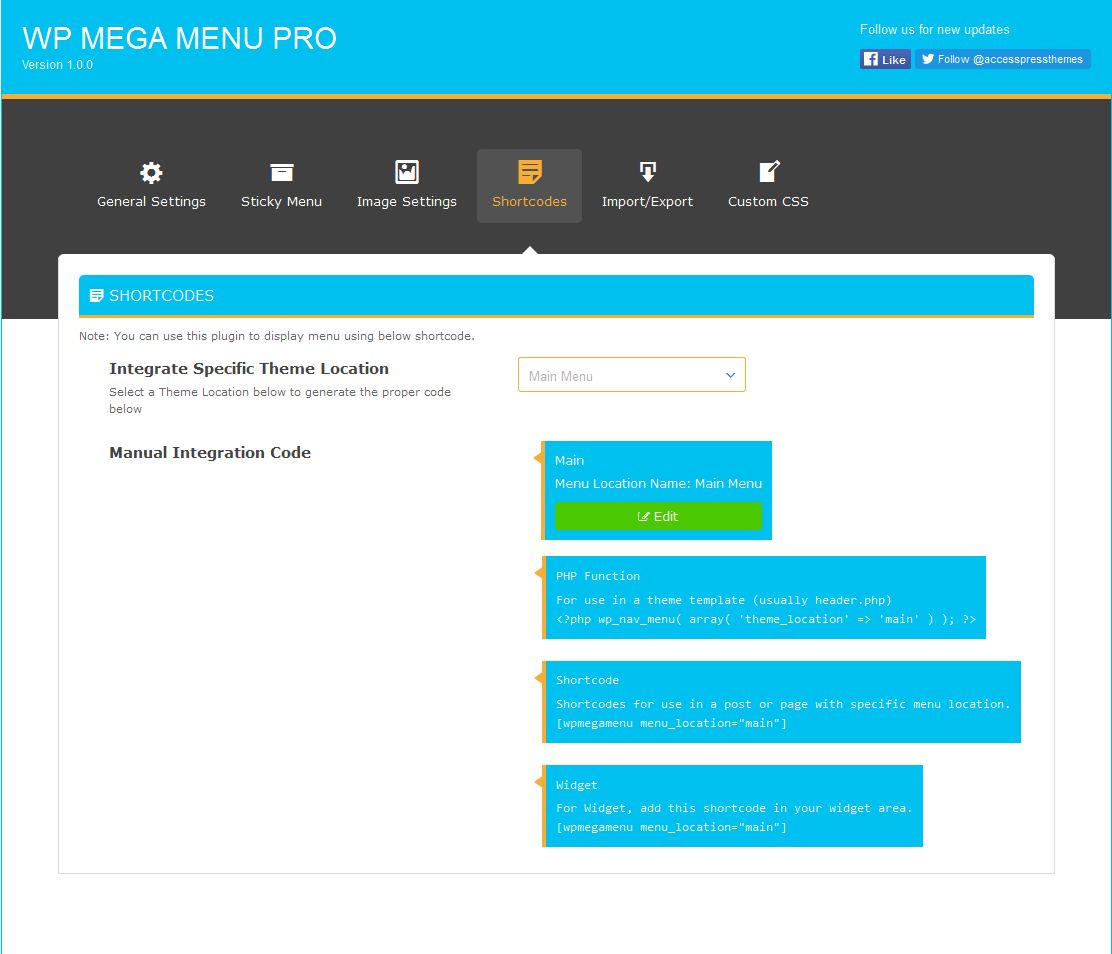 WP MEGA MENU PRO
Version 1.0.0
Follow us for new updates
Like
Follow @accesspressthemes
General Settings
Sticky Menu
Image Settings
Shortcodes
Import/Export
Custom CSS
SHORTCODES
Note: You can use this plugin to display menu using below shortcode.
Integrate Specific Theme Location
Select a Theme Location below to generate the proper code
below
Main Menu
Manual Integration Code
Main
Menu Location Name: Main Menu
Edit
PHP Function
For use in a theme template (usually header.php)
<?php wp_nav_menu( array( 'theme_location' => 'main' ) ); ?>
Shortcode
Shortcodes for use in a post or page with specific menu location.
[wpmegamenu menu_location="main"]
Widget
For Widget, add this shortcode in your widget area.
[wpmegamenu menu_location="main"]